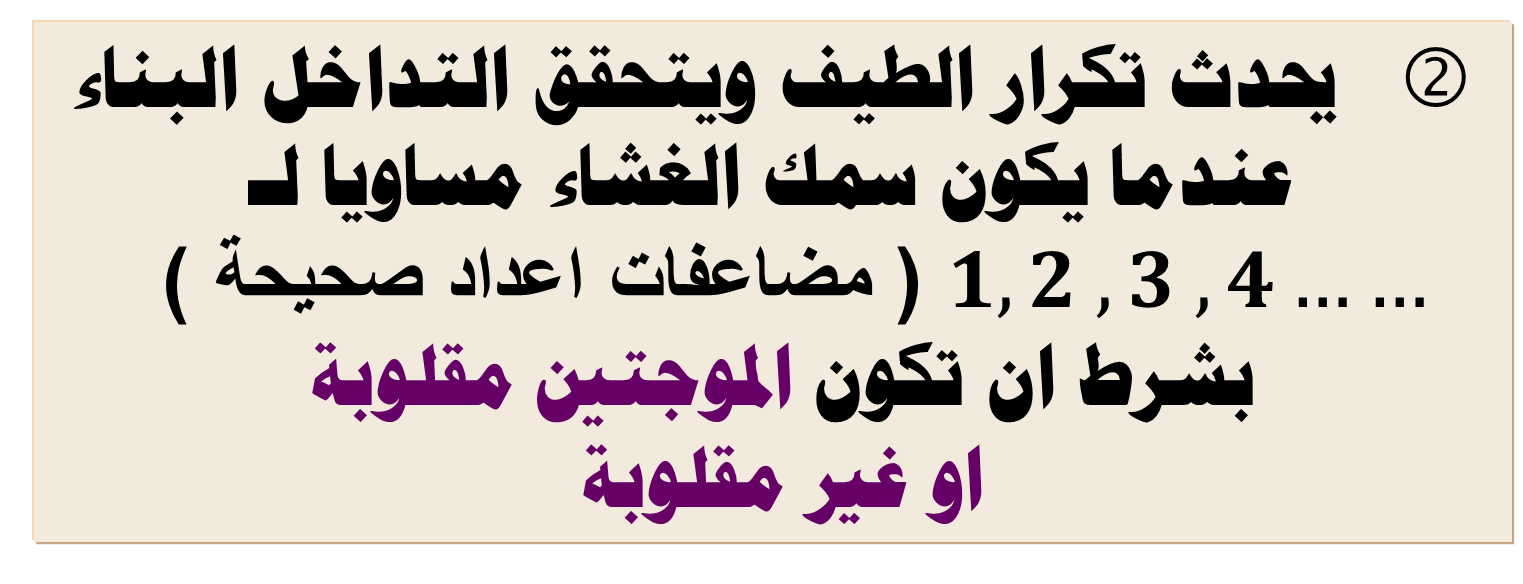 ② يحدث تكرار الطيف ويتحقق التداخل البناء
عندما يكون سمك الغشاء مساويا لـ
1, 2 , 3 , 4 ... ... ( مضاعفات اعداد صحيحة )
بشرط ان تكون الموجتين مقلوبة
او غير مقلوبة